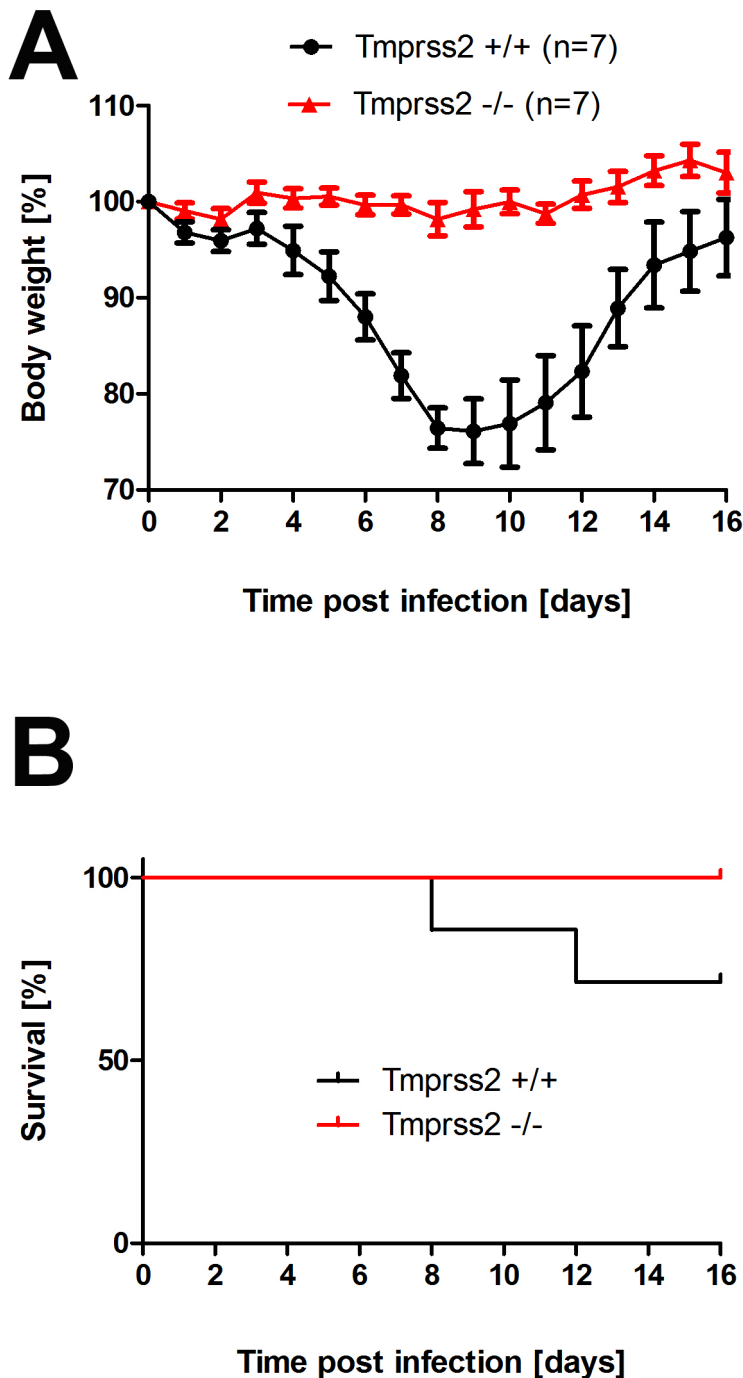 A
Tmprss2 +/+ (n=7)
Tmprss2 -/- (n=7)
110
100
90
80
70
Body weight [%]
0 2 4 6 8 10 12 14 16
Time post infection [days]
B
100
50
0
Survival [%]
Tmprss2 +/+
Tmprss2 -/-
0 2 4 6 8 10 12 14 16
Time post infection [days]